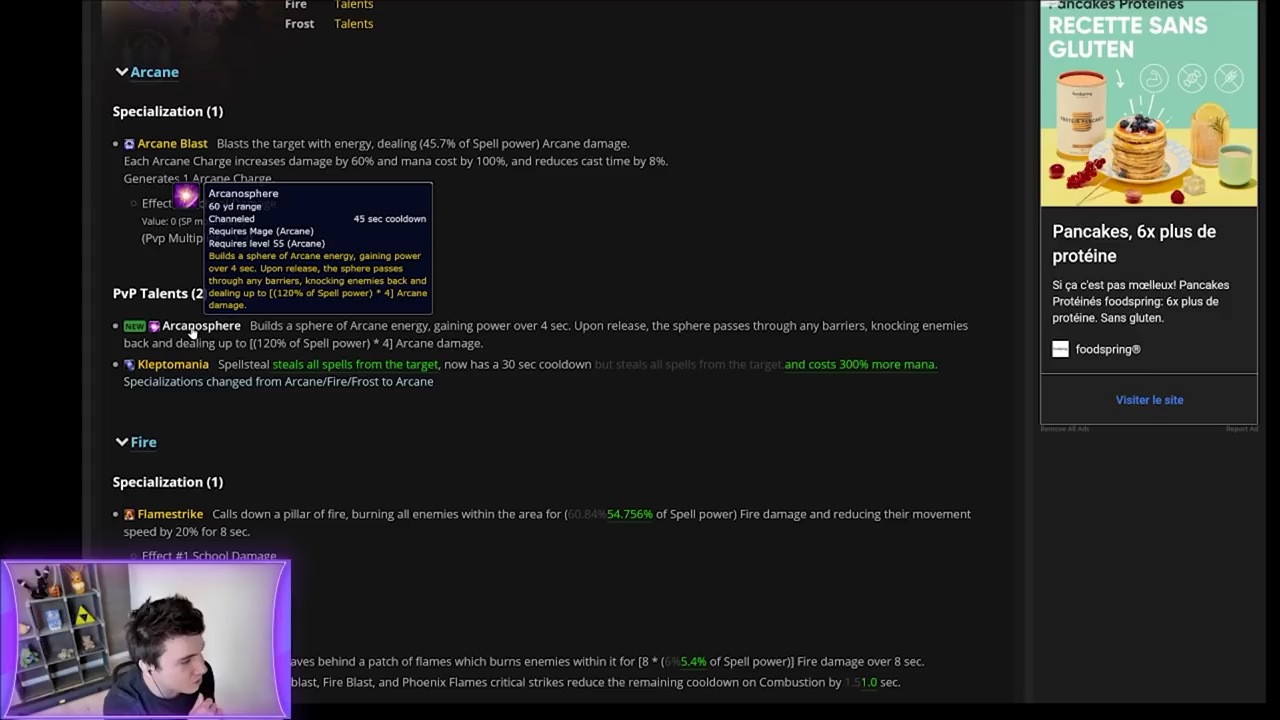 Fire Talents
Frost Talents
Arcane
Specialization (1)
Arcane Blast Blasts the target with energy, dealing (45.7% of Spell power) Arcane damage.
Each Arcane Charge increases damage by 60% and mana cost by 100%, and reduces cast time by 8%.
Generates 1 Arcane Charge.
Effect
Value: 0 (SP m
(Pvp Multip
Arcanosphere
60 yd range
Channeled 45 sec cooldown
Requires Mage (Arcane)
Requires level 55 (Arcane)
Builds a sphere of Arcane energy, gaining power
over 4 sec. Upon release, the sphere passes
through any barriers, knocking enemies back and
dealing up to [(120% of Spell power) * 4] Arcane
damage.
PvP Talents (2
NEW Arcanosphere Builds a sphere of Arcane energy, gaining power over 4 sec. Upon release, the sphere passes through any barriers, knocking enemies
back and dealing up to [(120% of Spell power) * 4] Arcane damage.
Kleptomania Spellsteal steals all spells from the target, now has a 30 sec cooldown but steals all spells from the target.and costs 300% more mana.
Specializations changed from Arcane/Fire/Frost to Arcane
Fire
Specialization (1)
Flamestrike Calls down a pillar of fire, burning all enemies within the area for (60.84%54.756% of Spell power) Fire damage and reducing their movement
speed by 20% for 8 sec.
Effect #1 School Damage
aves behind a patch of flames which burns enemies within it for [8 * (6%5.4% of Spell power)] Fire damage over 8 sec.
blast, Fire Blast, and Phoenix Flames critical strikes reduce the remaining cooldown on Combustion by 1.51.0 sec.
Pancakes Protéinés
RECETTE SANS
GLUTEN
foodspring
Pancakes, 6x plus de
protéine
Si ça c'est pas mœlleux! Pancakes
Protéinés foodspring: 6x plus de
protéine. Sans gluten.
foodspring®
Visiter le site
Remove All Ads Report Ad